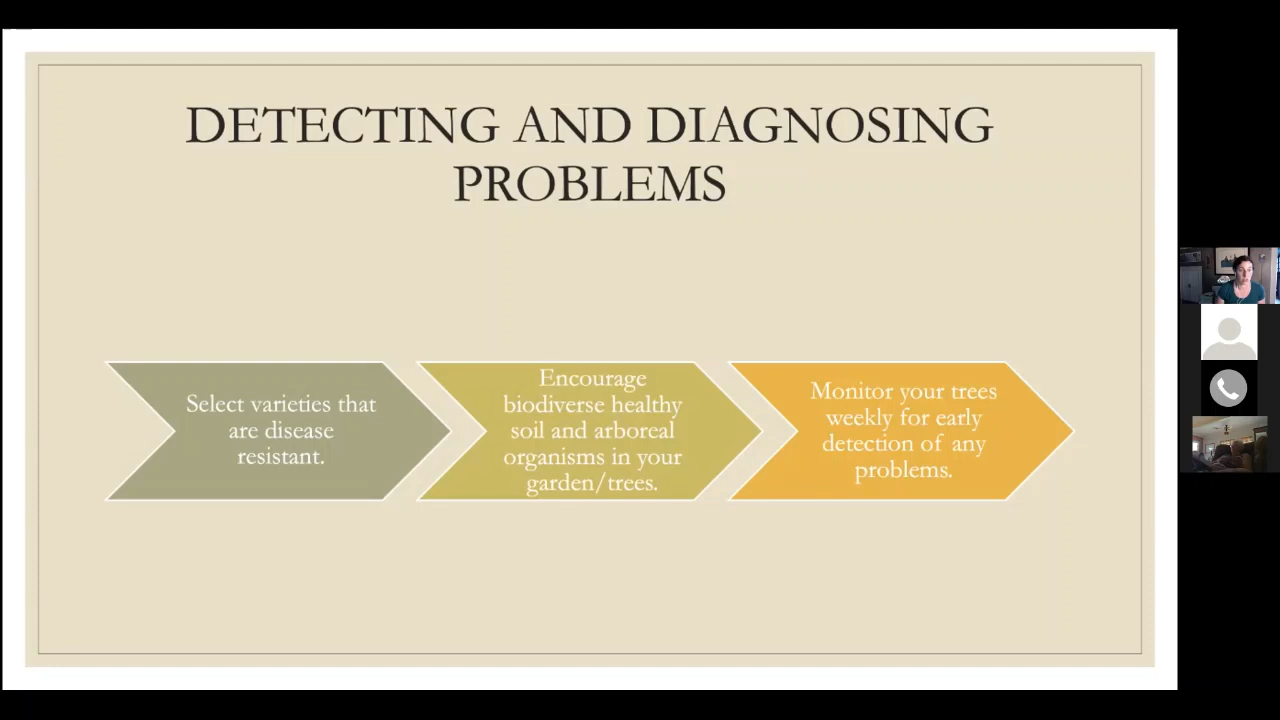 DETECTING AND DIAGNOSING
PROBLEMS
Select varieties that
are disease
resistant.
Encourage
biodiverse healthy
soil and arboreal
organisms in your
garden/trees.
Monitor your trees
weekly for early
detection of any
problems.